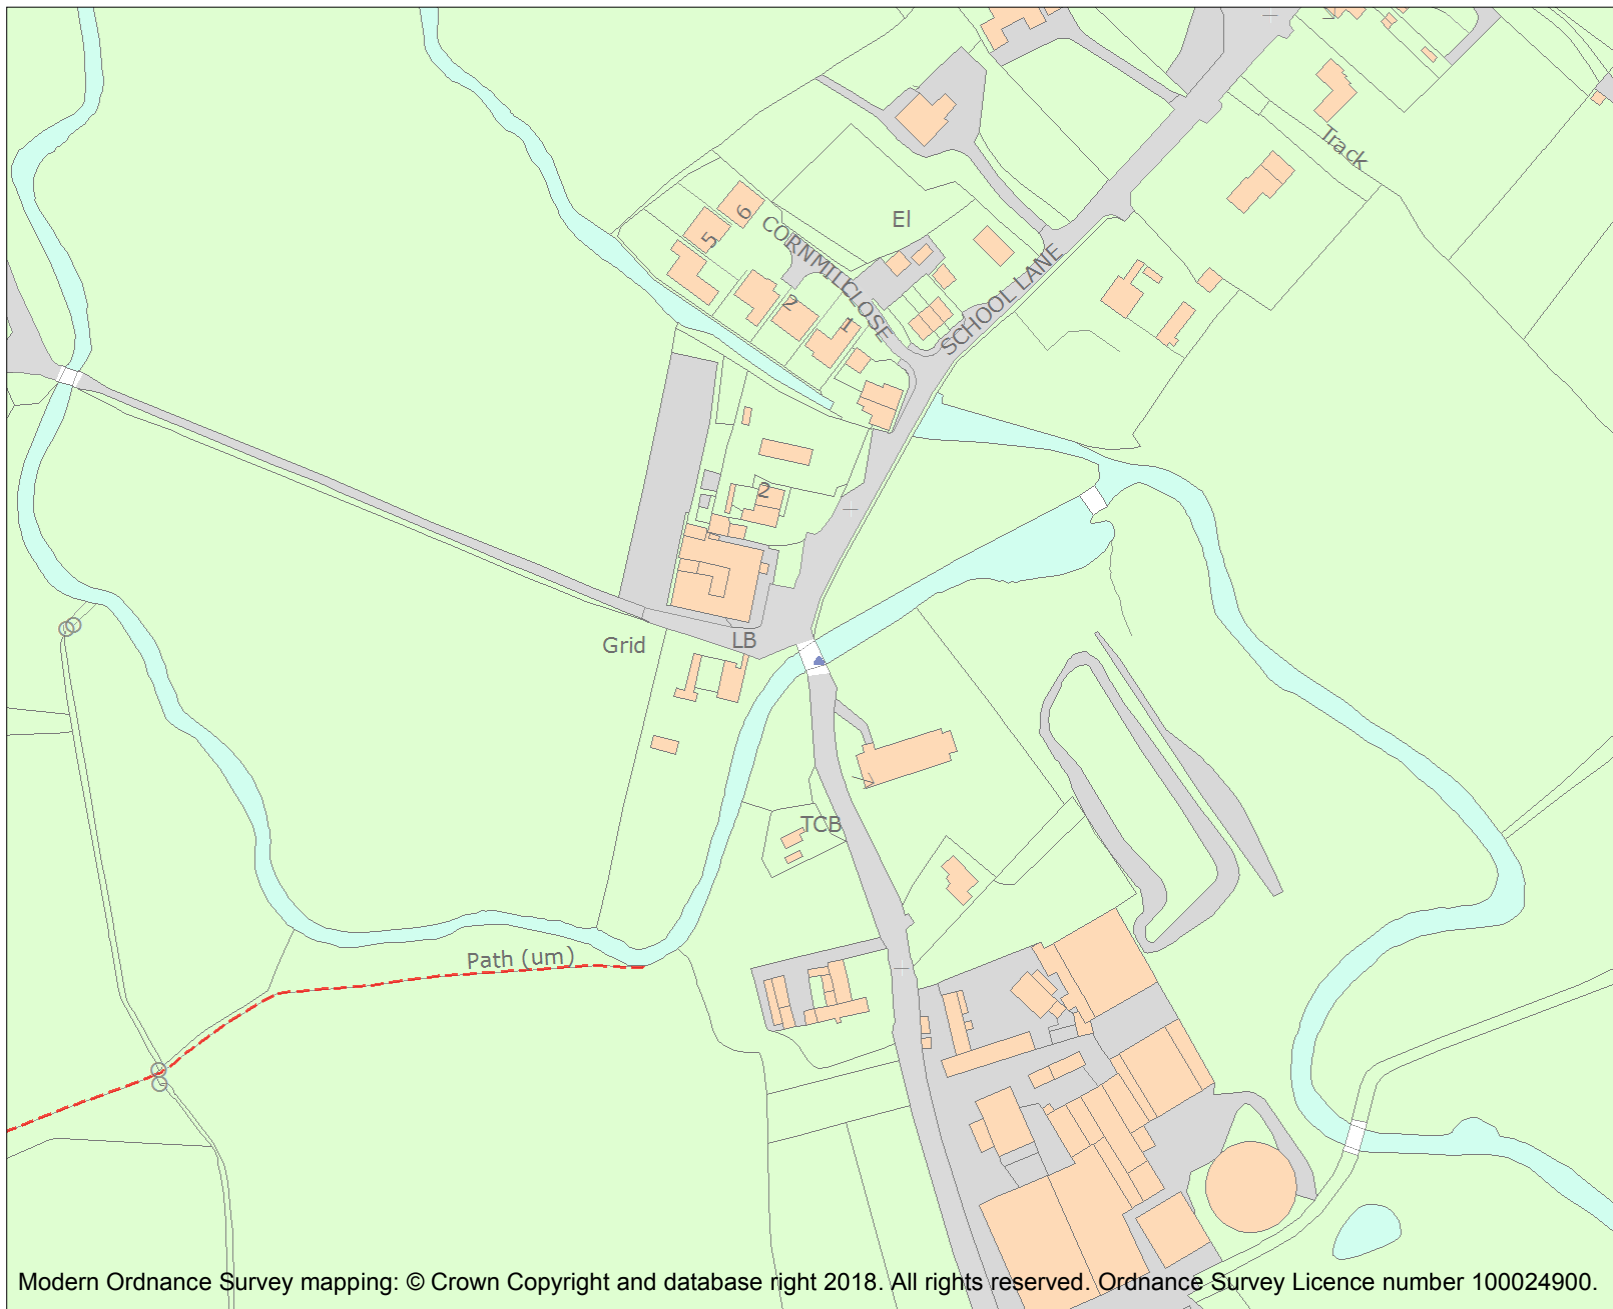 Track
El
6
5
CORNMILL CLOSE
2
1
SCHOOL LANE
2
Grid
LB
TCB
7
Path (um)
Modern Ordnance Survey mapping: © Crown Copyright and database right 2018. All rights reserved. Ordnance Survey Licence number 100024900.